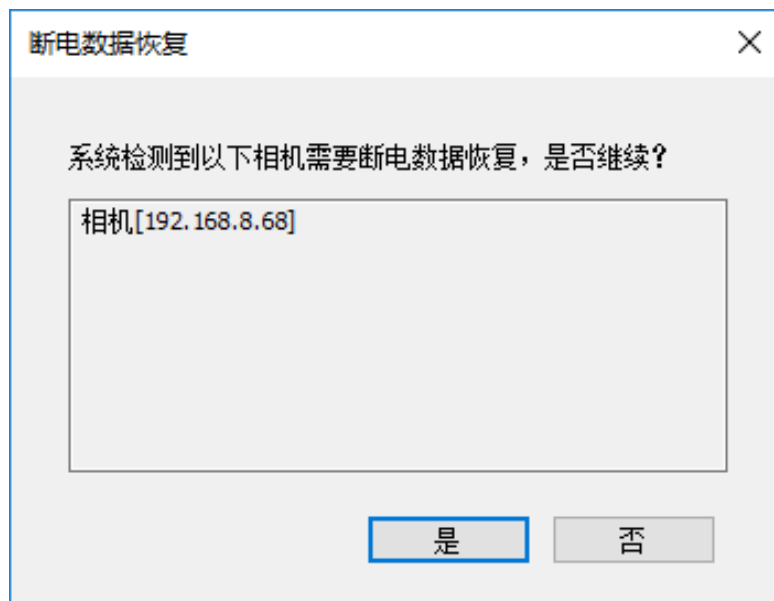 断电数据恢复
系统检测到以下相机需要断电数据恢复，是否继续？
相机[192.168.8.68]
是
否